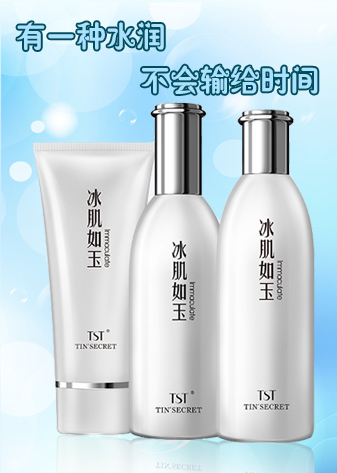 有一种水润
不会输给时间
冰肌如玉
Immaculate
TST®
TIN'SECRET
冰肌如玉
Immaculate
TST
TIN'SECRET
冰肌如玉
Immaculate
TST
TIN'SECRET